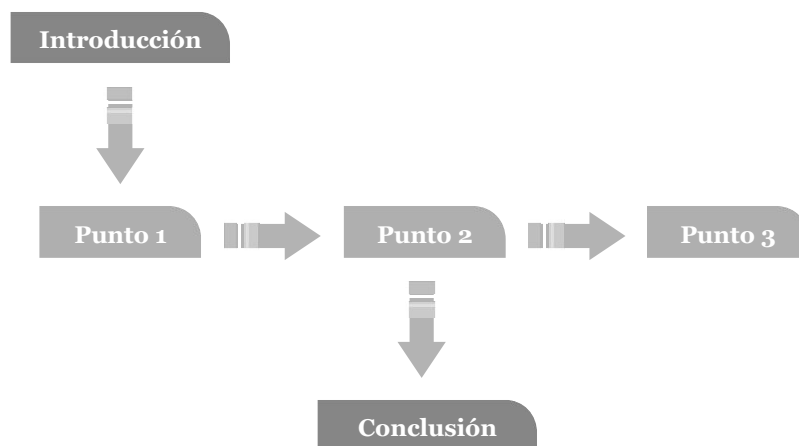 Introducción
Punto 1
Punto 2
Punto 3
Conclusión